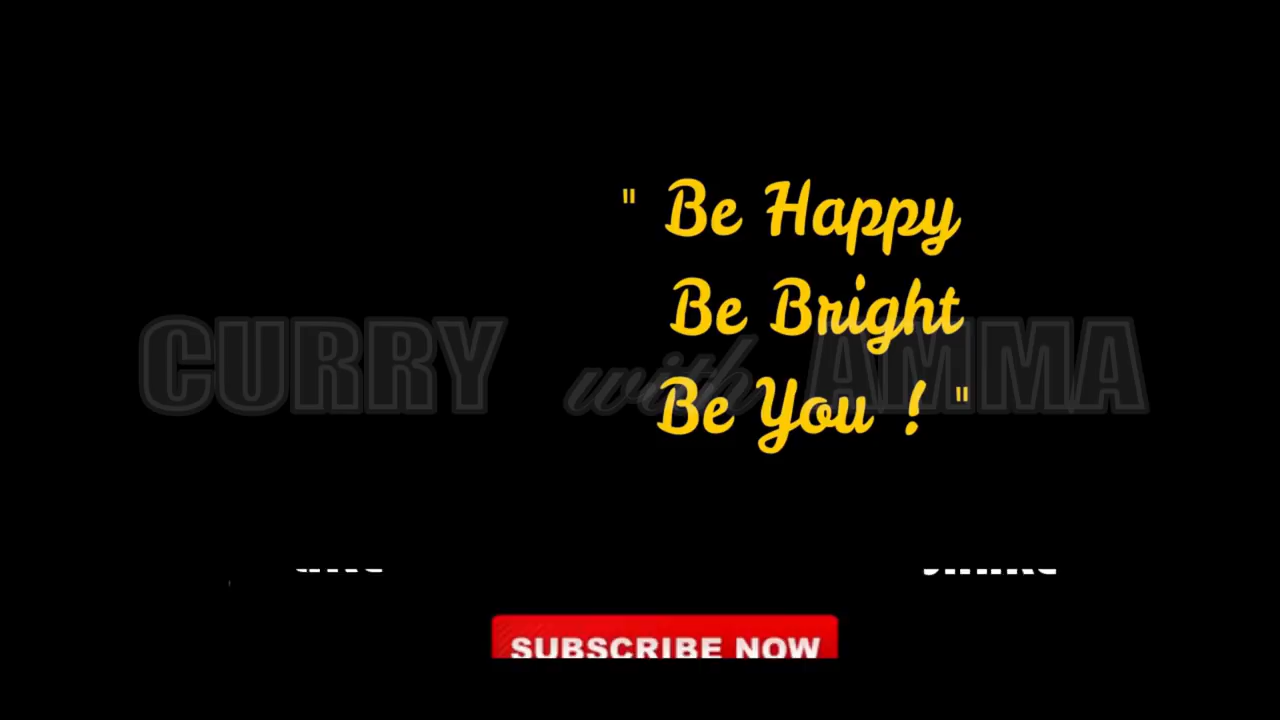 " Be Happy
Be Bright
CURRY with AMMA
Be You ! "
SUBSCRIBE NOW